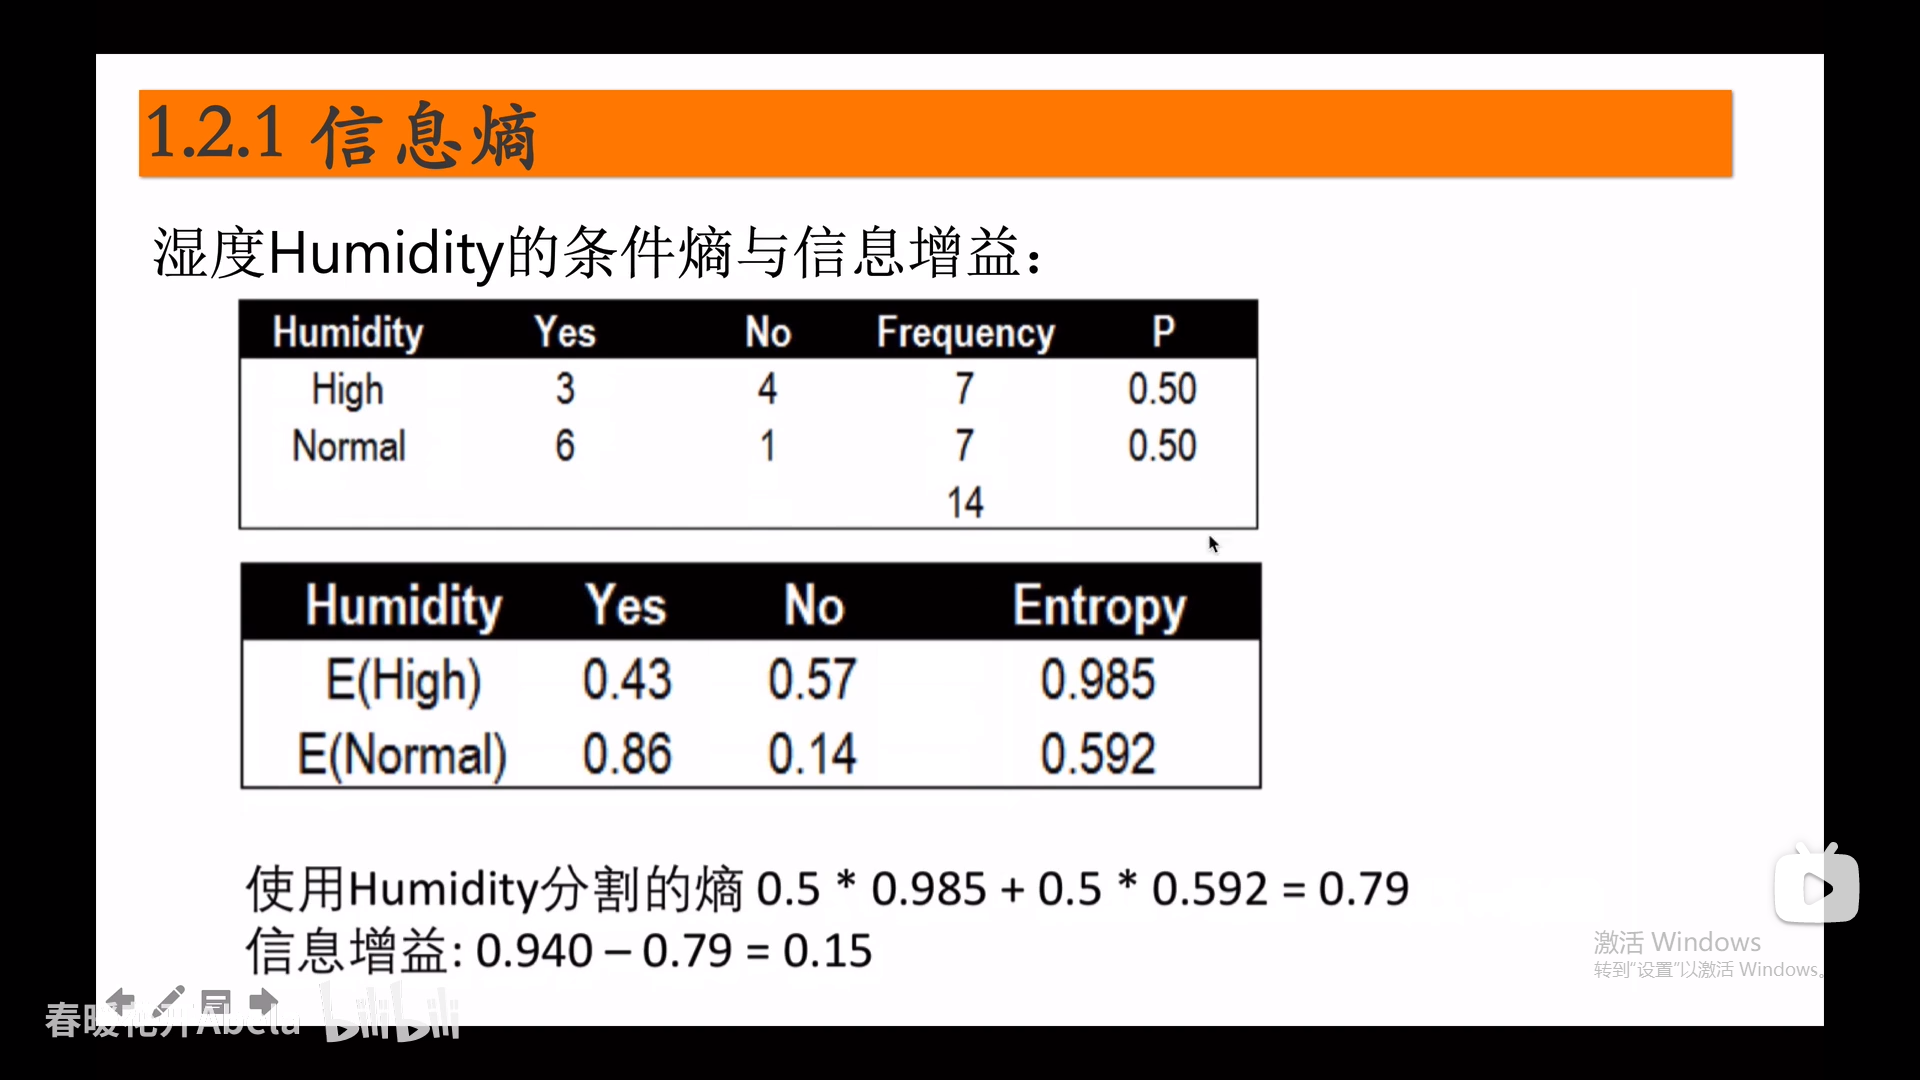 1.2.1 信息熵
湿度Humidity的条件熵与信息增益：
Humidity Yes No Frequency P
High 3 4 7 0.50
Normal 6 1 7 0.50
14
Humidity Yes No Entropy
E(High) 0.43 0.57 0.985
E(Normal) 0.86 0.14 0.592
使用Humidity分割的熵 0.5 * 0.985 + 0.5 * 0.592 = 0.79
信息增益: 0.940 – 0.79 = 0.15
激活 Windows
转到“设置”以激活 Windows。
春暖花开Abela bilibili